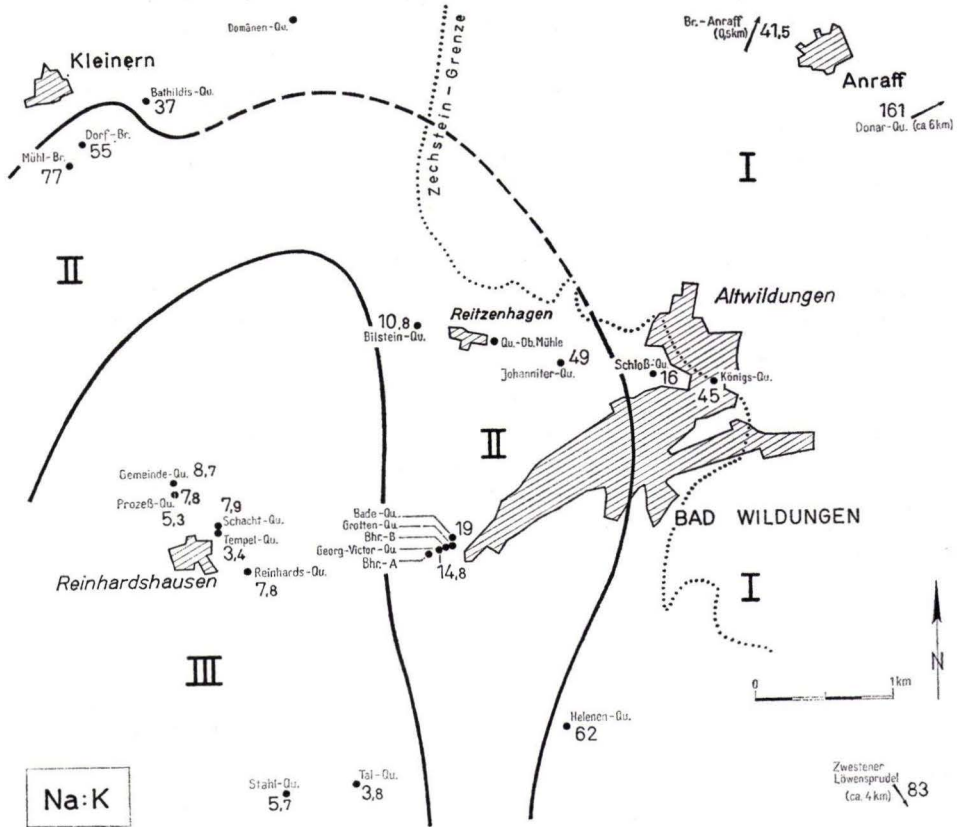 Domänen-Qu.
Br.-Anraff
(0,5km)
41,5
Kleinern
Anraff
Bathildis-Qu.
37
161
Donar-Qu. (ca 6km)
Zechstein-Grenze
Dorf-Br.
55
Mühl-Br.
77
I
II
Altwildungen
10,8
Bilstein-Qu.
Reitzenhagen
Qu.-Ob.Mühle
49
Johanniter-Qu.
Schloß-Qu.
16
Königs-Qu.
45
II
Gemeinde-Qu. 8,7
Prozeß-Qu.
7,8
5,3
7,9
Schacht-Qu.
Tempel-Qu.
3,4
Reinhardshausen
Reinhards-Qu.
7,8
Bade-Qu.
Grotten-Qu.
Bhr.-B
Georg-Victor-Qu.
Bhr.-A
19
14,8
BAD WILDUNGEN
I
III
N
0
1km
Helenen-Qu.
62
Stahl-Qu.
5,7
Tal-Qu.
3,8
Zwestener
Löwensprudel
(ca. 4km)
83
Na:K